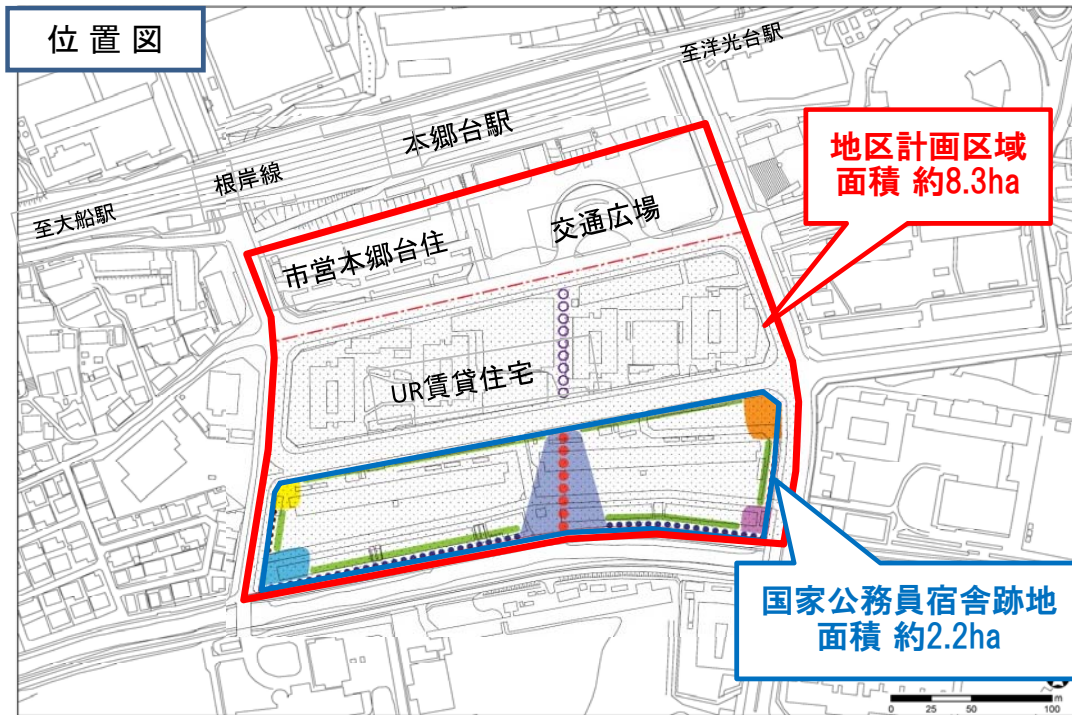 位置図
至洋光台駅
本郷台駅
根岸線
至大船駅
地区計画区域
面積 約8.3ha
交通広場
市営本郷台住
UR賃貸住宅
国家公務員宿舎跡地
面積 約2.2ha
m
0 25 50 100